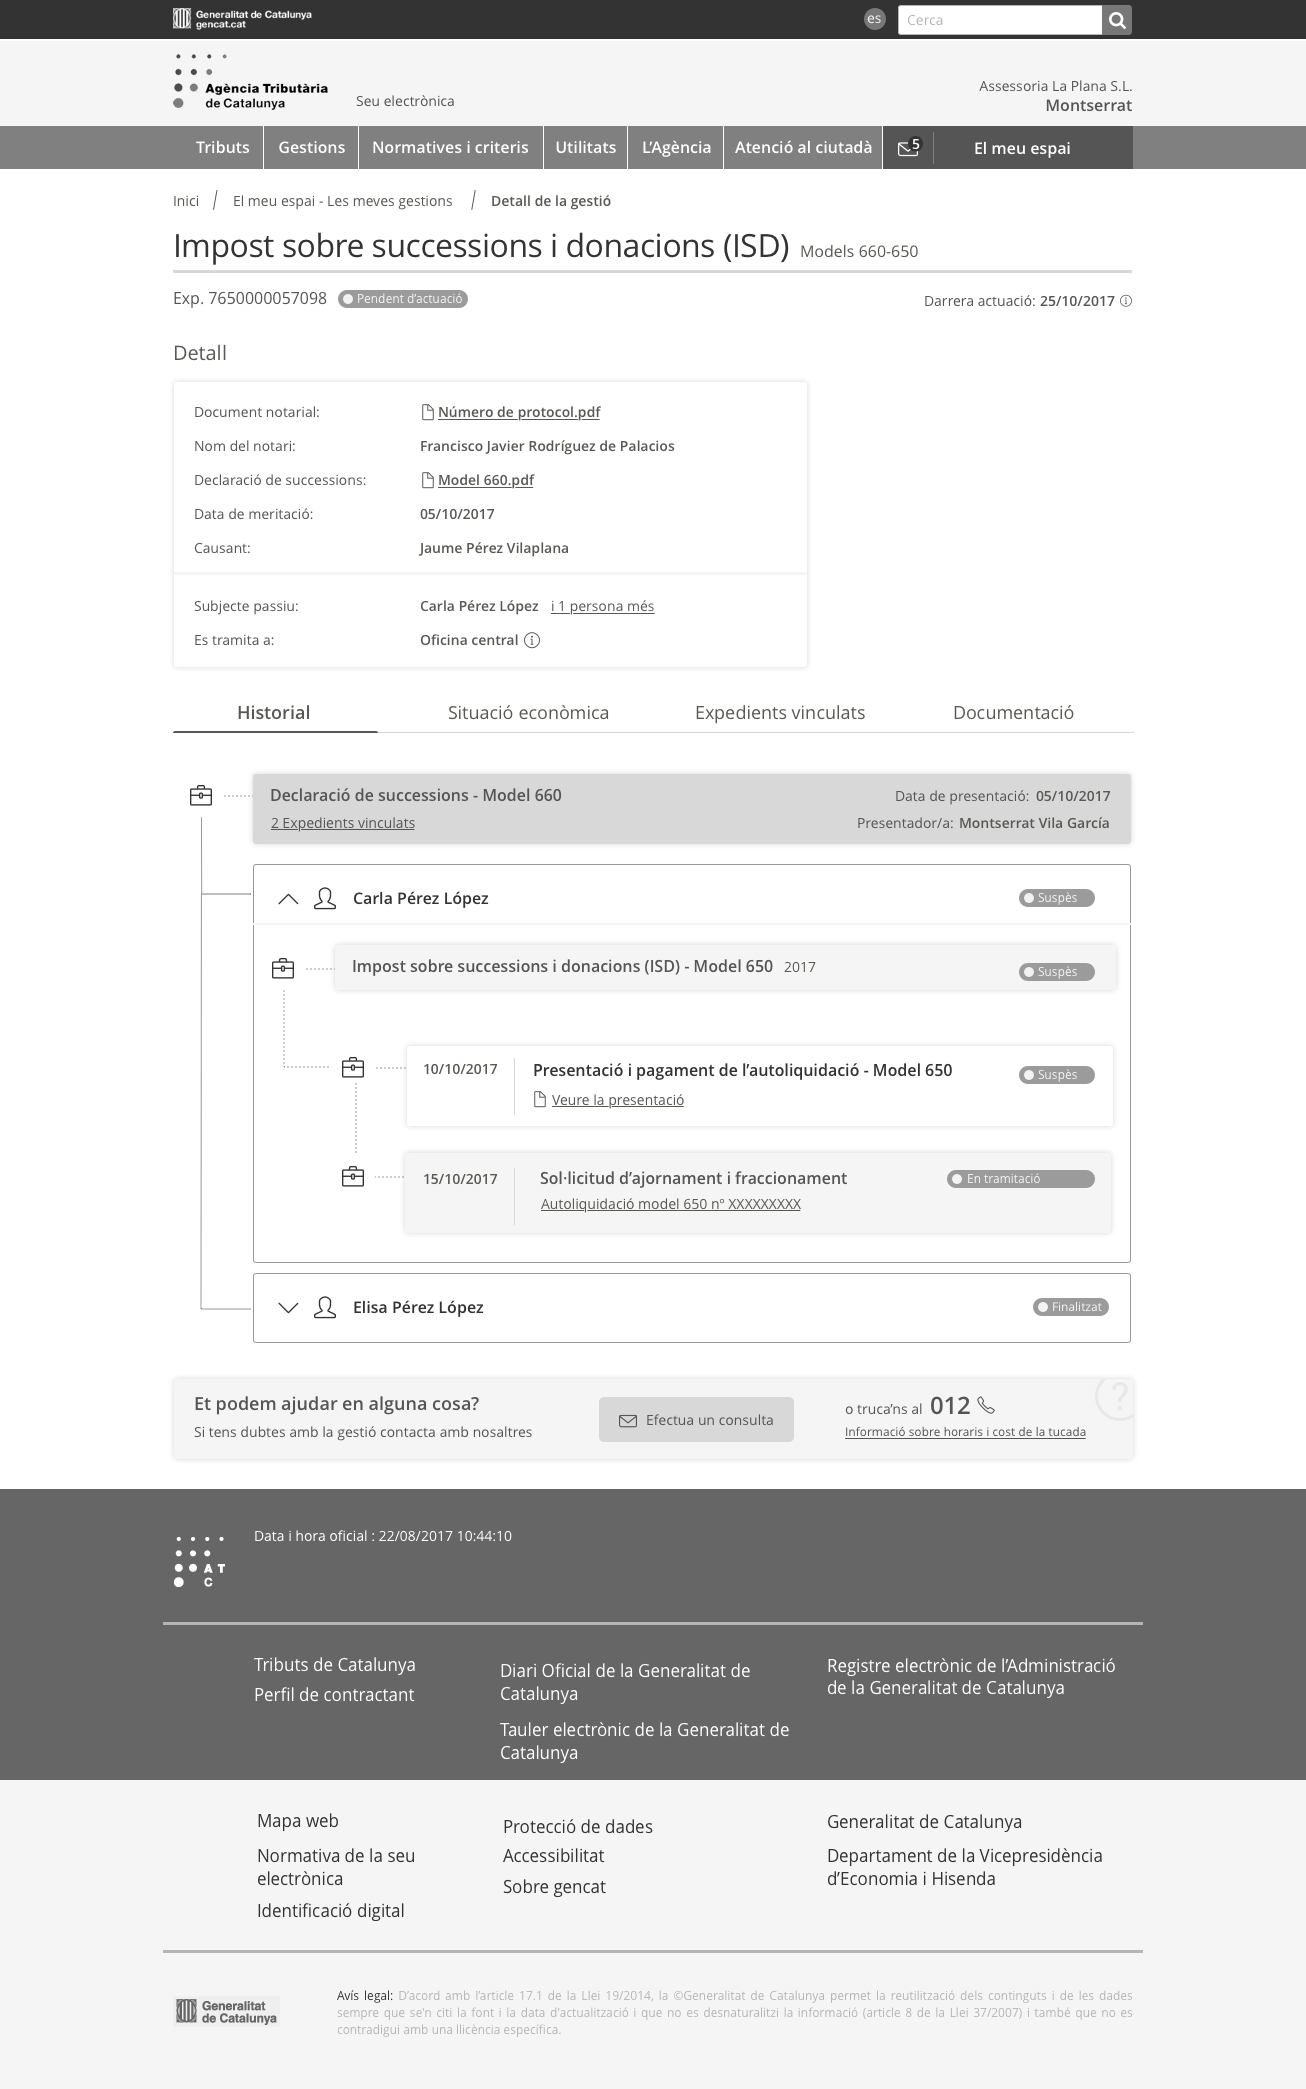 Generalitat de Catalunya
gencat.cat
es
Cerca
Agència Tributària
de Catalunya
Seu electrònica
Assessoria La Plana S.L.
Montserrat
Tributs
Gestions
Normatives i criteris
Utilitats
L’Agència
Atenció al ciutadà
5
El meu espai
Inici / El meu espai - Les meves gestions / Detall de la gestió
Impost sobre successions i donacions (ISD) Models 660-650
Exp. 7650000057098
Pendent d’actuació
Darrera actuació: 25/10/2017
Detall
Document notarial: Número de protocol.pdf
Nom del notari: Francisco Javier Rodríguez de Palacios
Declaració de successions: Model 660.pdf
Data de meritació: 05/10/2017
Causant: Jaume Pérez Vilaplana
Subjecte passiu: Carla Pérez López i 1 persona més
Es tramita a: Oficina central
Historial
Situació econòmica
Expedients vinculats
Documentació
Declaració de successions - Model 660
Data de presentació: 05/10/2017
2 Expedients vinculats
Presentador/a: Montserrat Vila García
Carla Pérez López
Suspès
Impost sobre successions i donacions (ISD) - Model 650 2017
Suspès
10/10/2017
Presentació i pagament de l’autoliquidació - Model 650
Suspès
Veure la presentació
15/10/2017
Sol·licitud d’ajornament i fraccionament
En tramitació
Autoliquidació model 650 nº XXXXXXXXX
Elisa Pérez López
Finalitzat
Et podem ajudar en alguna cosa?
Si tens dubtes amb la gestió contacta amb nosaltres
Efectua un consulta
o truca’ns al 012
Informació sobre horaris i cost de la tucada
?
Data i hora oficial : 22/08/2017 10:44:10
A T
C
Tributs de Catalunya
Perfil de contractant
Diari Oficial de la Generalitat de
Catalunya
Tauler electrònic de la Generalitat de
Catalunya
Registre electrònic de l’Administració
de la Generalitat de Catalunya
Mapa web
Normativa de la seu
electrònica
Identificació digital
Protecció de dades
Accessibilitat
Sobre gencat
Generalitat de Catalunya
Departament de la Vicepresidència
d’Economia i Hisenda
Generalitat
de Catalunya
Avís legal: D’acord amb l’article 17.1 de la Llei 19/2014, la ©Generalitat de Catalunya permet la reutilització dels continguts i de les dades
sempre que se'n citi la font i la data d'actualització i que no es desnaturalitzi la informació (article 8 de la Llei 37/2007) i també que no es
contradigui amb una llicència específica.